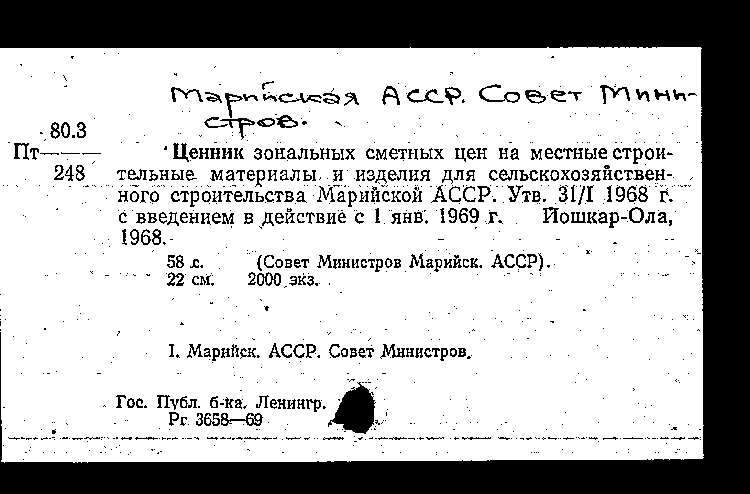 Марийская АССР. Совет Мини-
стров.
80.3
Пт
248
Ценник зональных сметных цен на местные строи-
тельные материалы и изделия для сельскохозяйствен-
ного строительства Марийской АССР. Утв. 31/I 1968 г.
с введением в действие с 1 янв. 1969 г. Йошкар-Ола,
1968.
58 с. (Совет Министров Марийск. АССР).
22 см. 2000 экз.
I. Марийск. АССР. Совет Министров.
Гос. Публ. б-ка. Ленингр.
Рг 3658—69